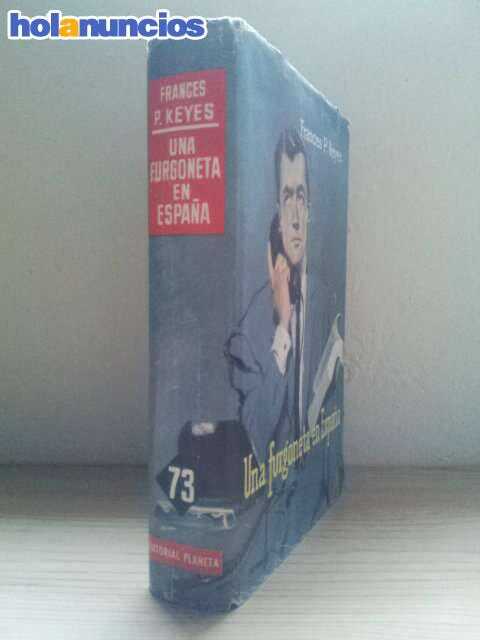 holanuncios
FRANCES
P. KEYES
UNA
FURGONETA
EN
ESPAÑA
73
EDITORIAL PLANETA
Frances P. Keyes
Una furgoneta en España